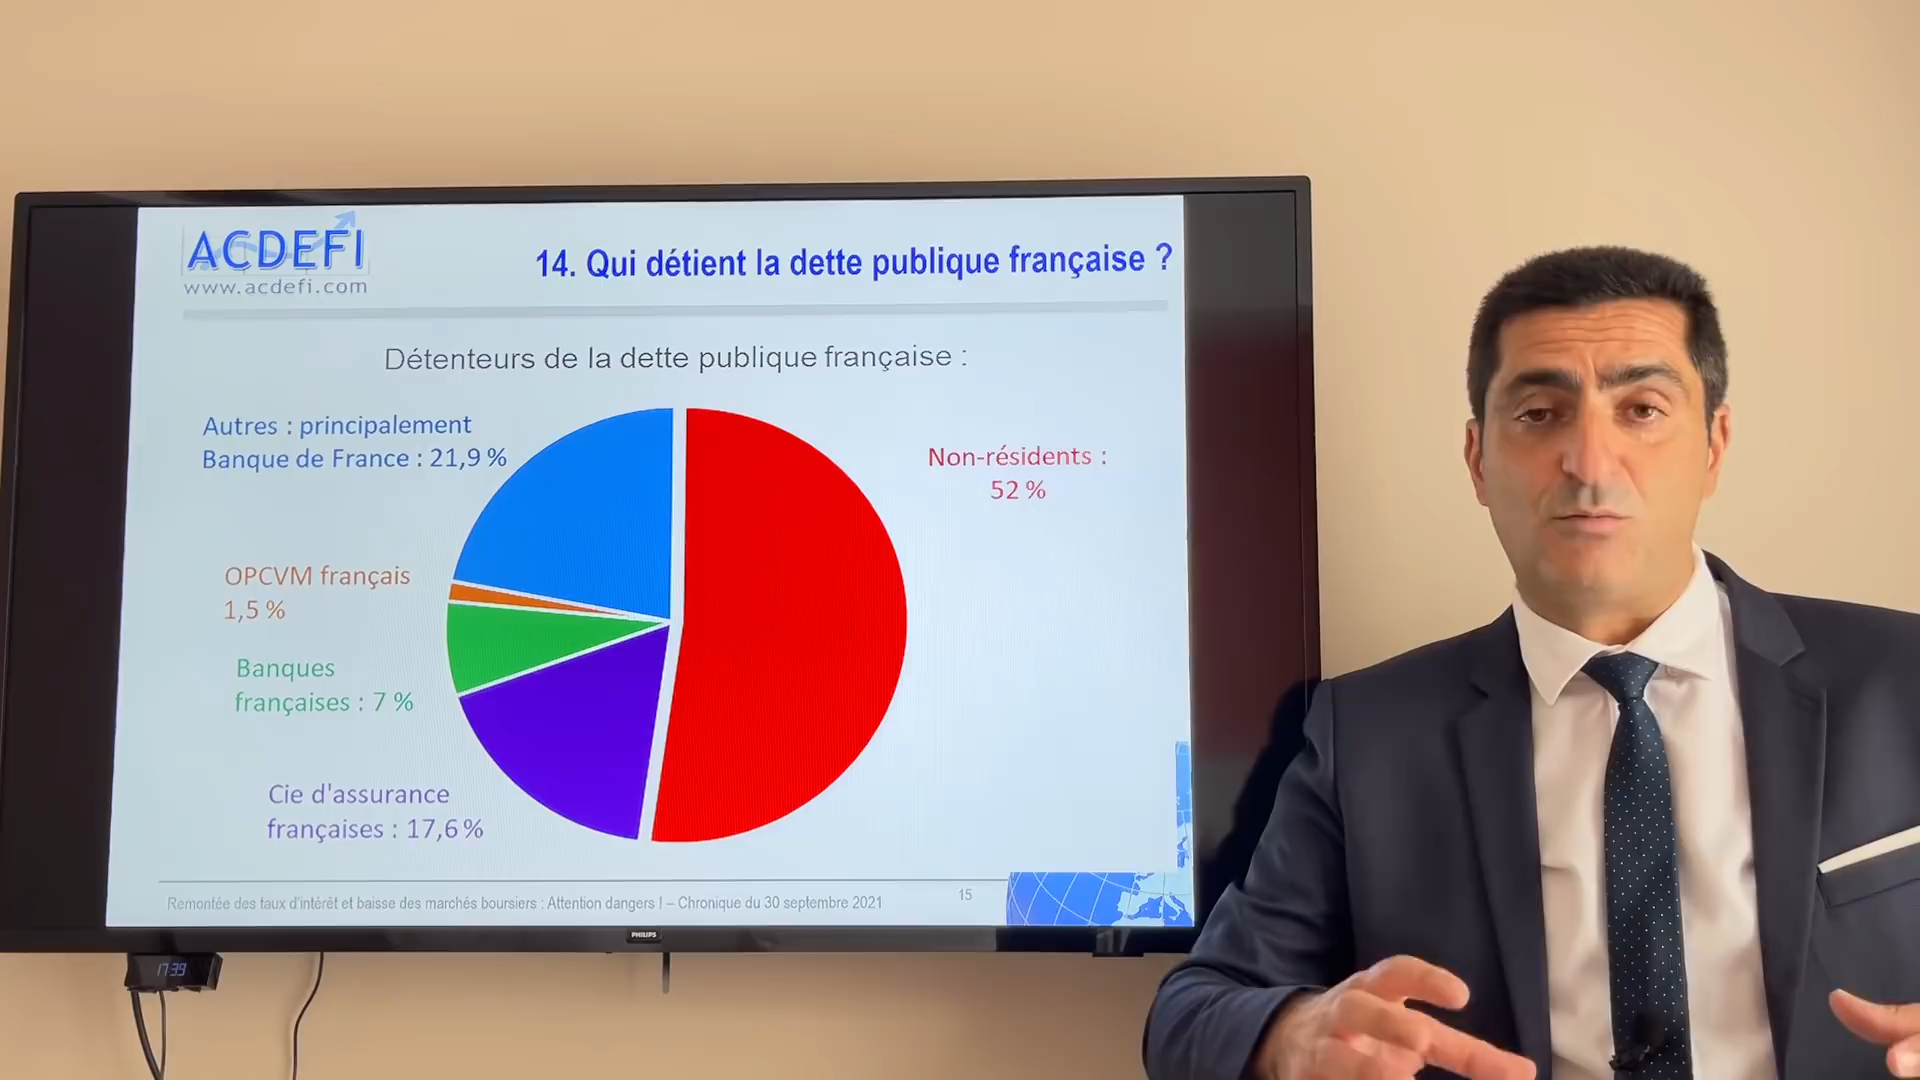 ACDEFI
www.acdefi.com
14. Qui détient la dette publique française ?
Détenteurs de la dette publique française :
Autres : principalement
Banque de France : 21,9 %
Non-résidents :
52 %
OPCVM français
1,5 %
Banques
françaises : 7 %
Cie d'assurance
françaises : 17,6 %
Remontée des taux d'intérêt et baisse des marchés boursiers : Attention dangers ! – Chronique du 30 septembre 2021
15
PHILIPS
17:39